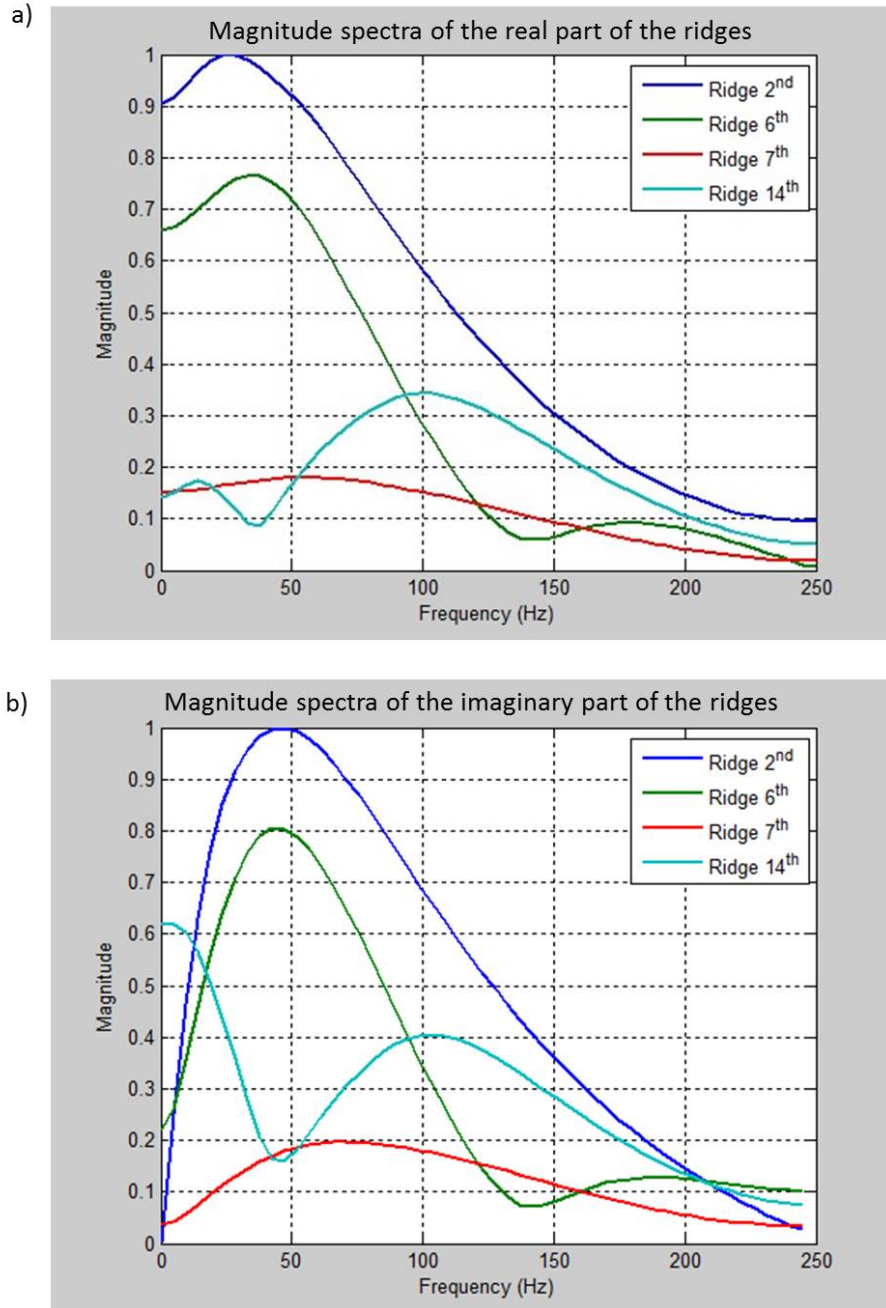 a)
Magnitude spectra of the real part of the ridges
Ridge 2nd
Ridge 6th
Ridge 7th
Ridge 14th
1
0.9
0.8
0.7
0.6
0.5
0.4
0.3
0.2
0.1
0
Magnitude
0 50 100 150 200 250
Frequency (Hz)
b)
Magnitude spectra of the imaginary part of the ridges
Ridge 2nd
Ridge 6th
Ridge 7th
Ridge 14th
1
0.9
0.8
0.7
0.6
0.5
0.4
0.3
0.2
0.1
0
Magnitude
0 50 100 150 200 250
Frequency (Hz)